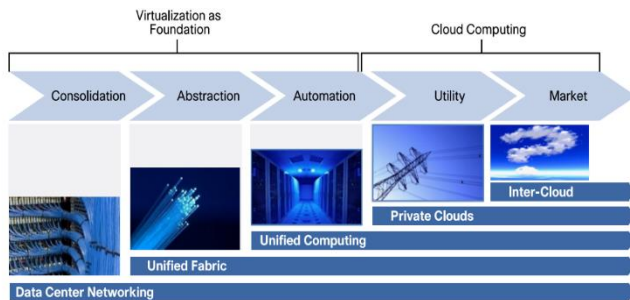 Virtualization as
Foundation
Cloud Computing
Consolidation
Abstraction
Automation
Utility
Market
Inter-Cloud
Private Clouds
Unified Computing
Unified Fabric
Data Center Networking